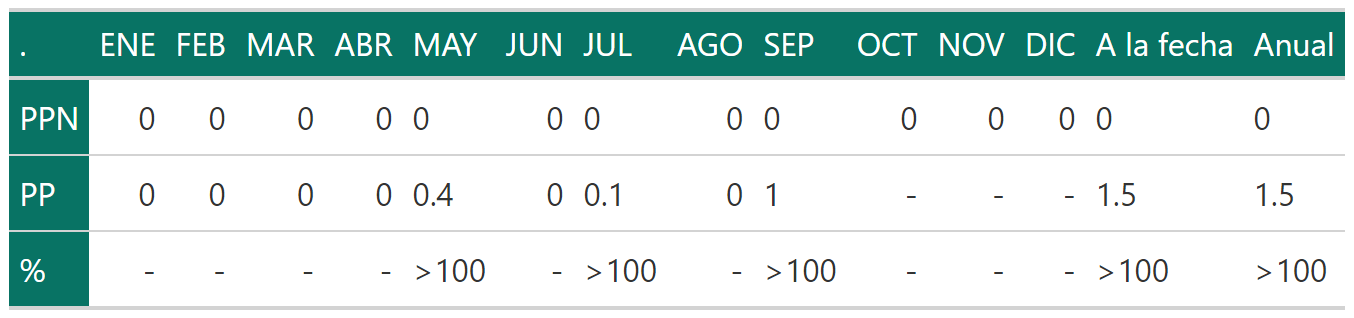 . ENE FEB MAR ABR MAY JUN JUL AGO SEP OCT NOV DIC A la fecha Anual
PPN 0 0 0 0 0 0 0 0 0 0 0 0 0 0
PP 0 0 0 0 0.4 0 0.1 0 1 - - - 1.5 1.5
% - - - - >100 - >100 - >100 - - - >100 >100